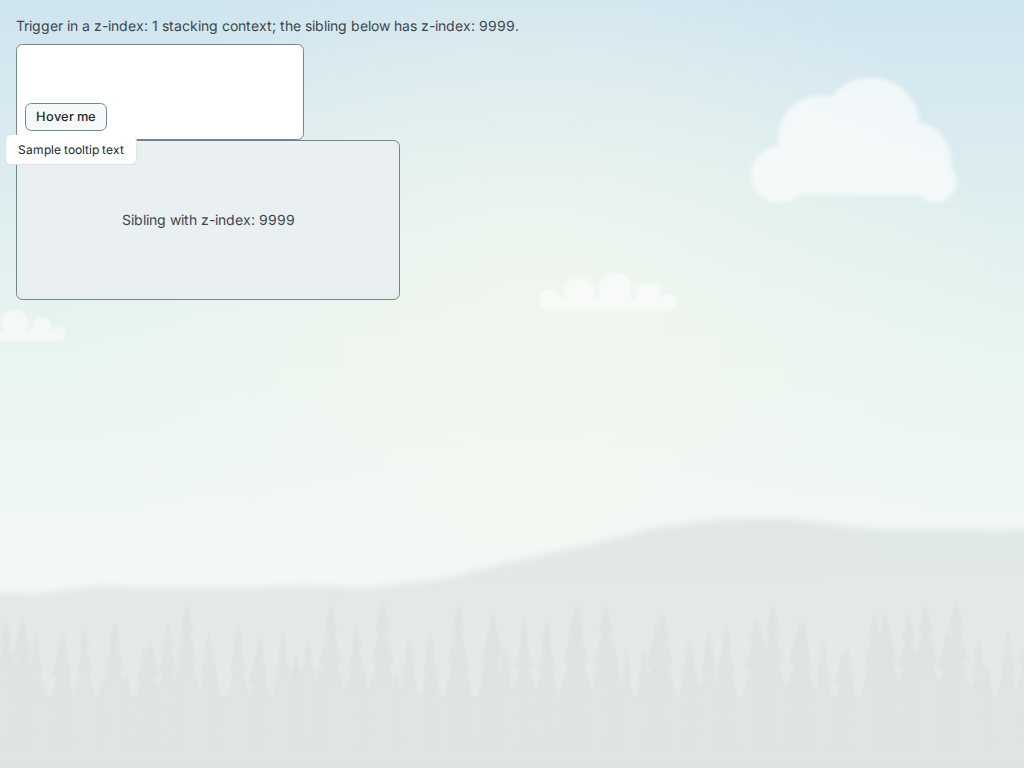 Trigger in a z-index: 1 stacking context; the sibling below has z-index: 9999.
Hover me
Sample tooltip text
Sibling with z-index: 9999